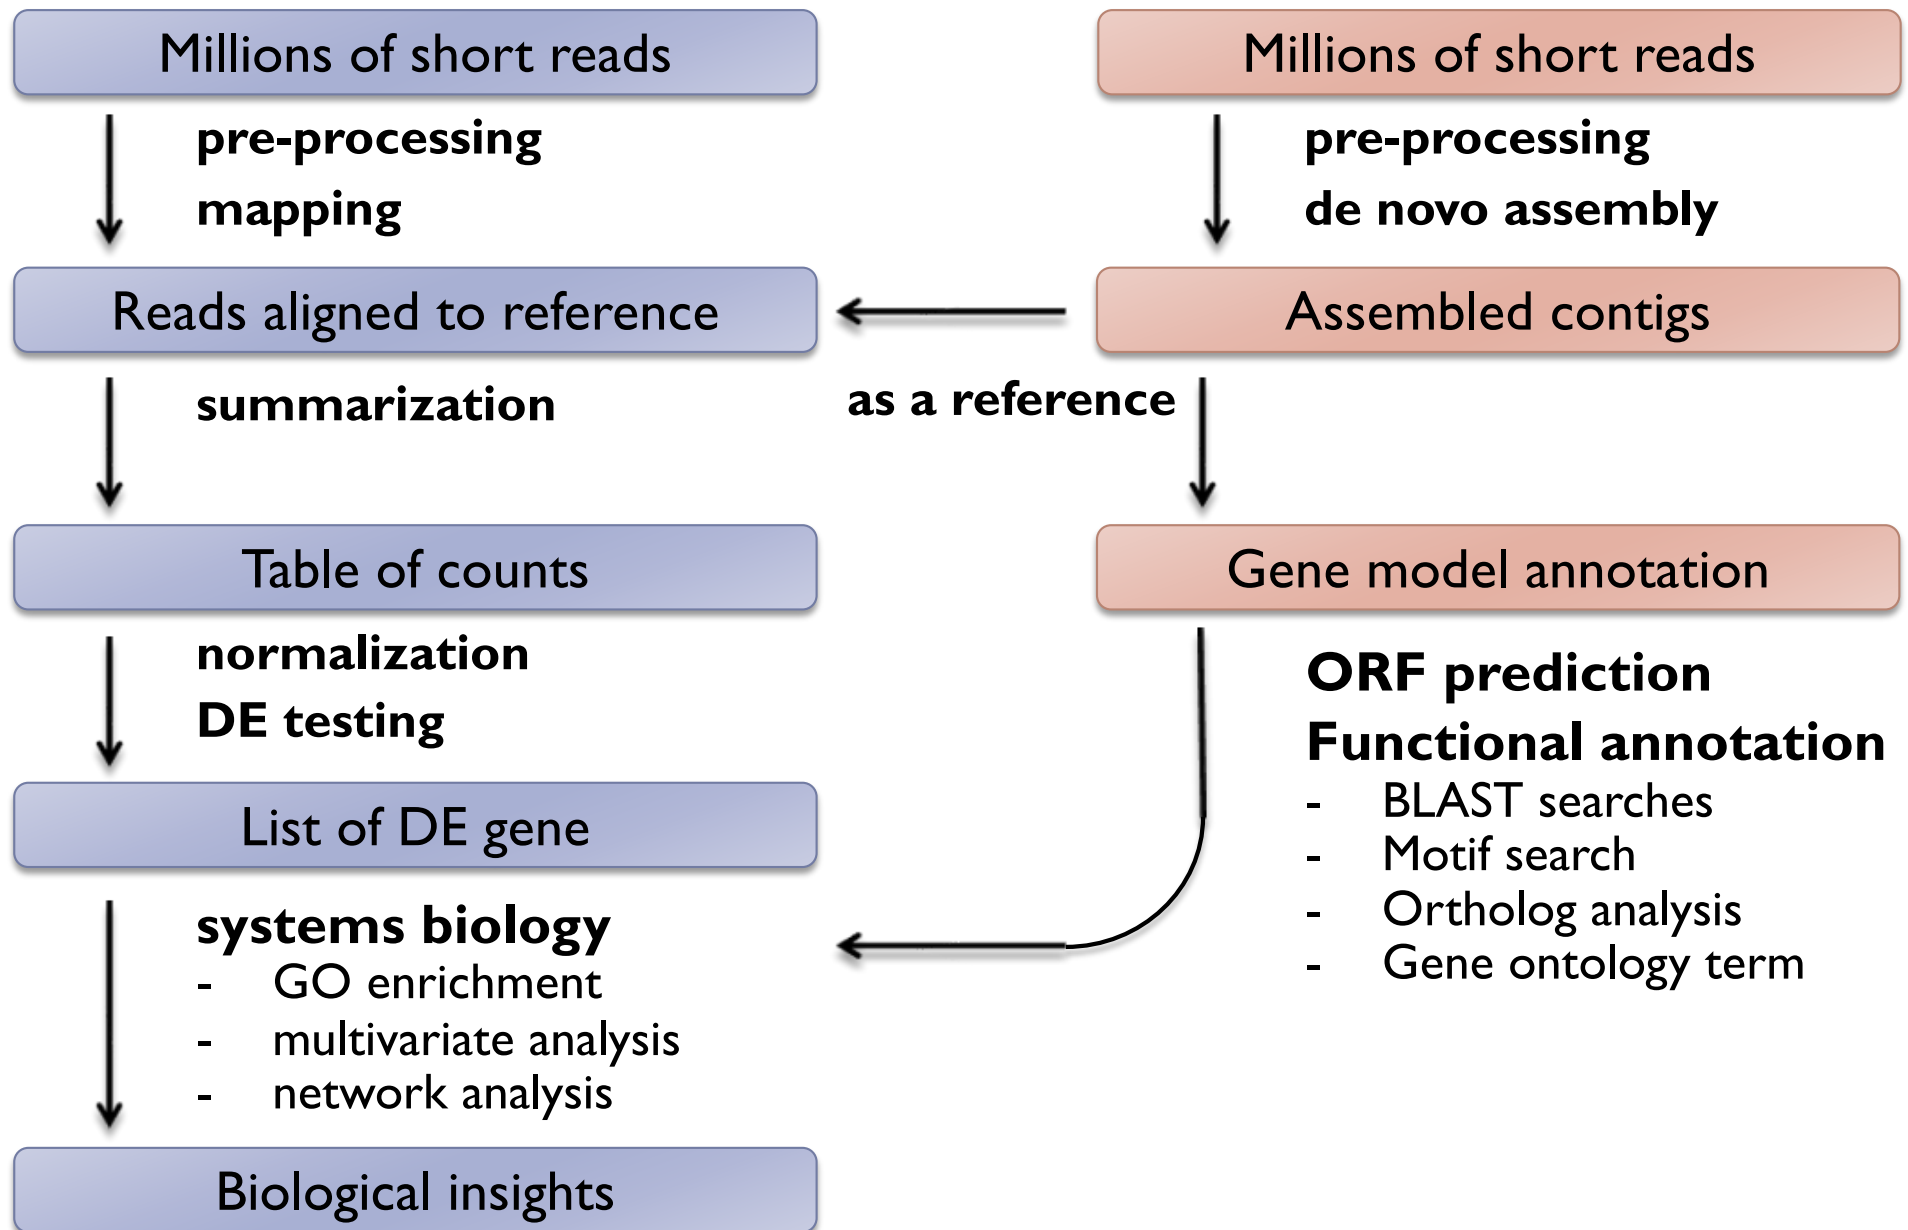 Millions of short reads
pre-processing
mapping
Reads aligned to reference
summarization
Table of counts
normalization
DE testing
List of DE gene
systems biology
- GO enrichment
- multivariate analysis
- network analysis
Biological insights
Millions of short reads
pre-processing
de novo assembly
Assembled contigs
as a reference
Gene model annotation
ORF prediction
Functional annotation
- BLAST searches
- Motif search
- Ortholog analysis
- Gene ontology term